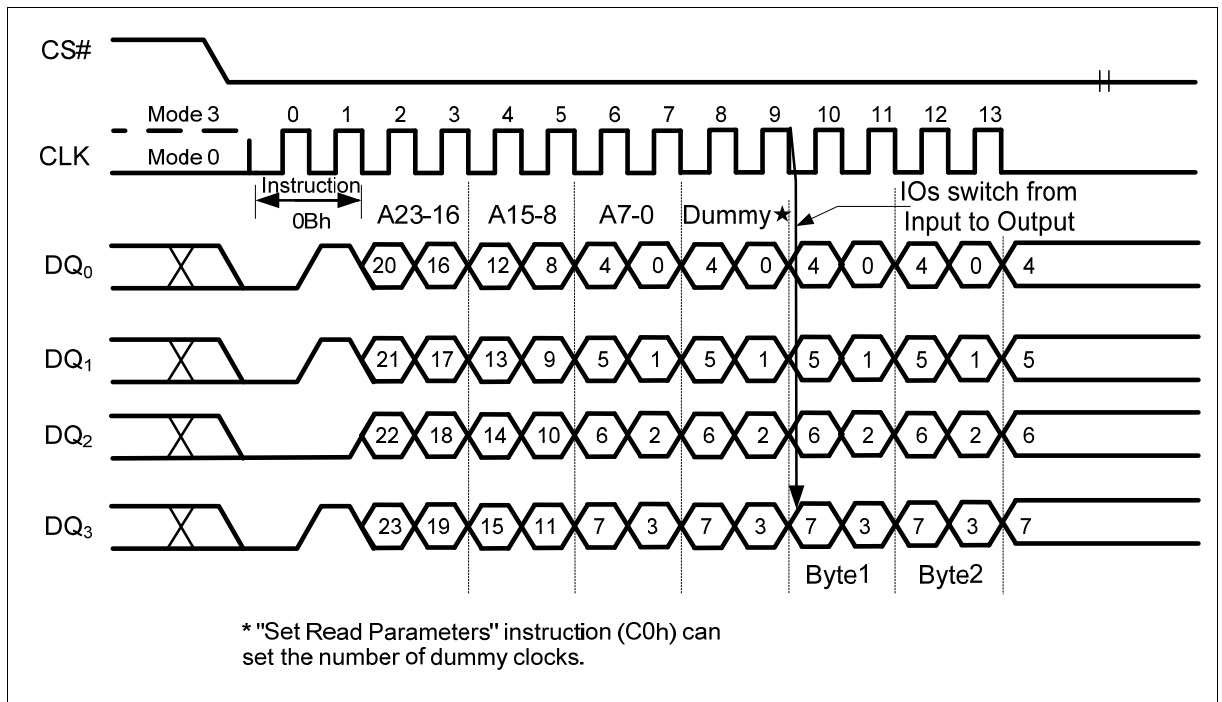 CS#
Mode 3 0 1 2 3 4 5 6 7 8 9 10 11 12 13
CLK Mode 0
Instruction
0Bh
A23-16 A15-8 A7-0 Dummy★
IOs switch from
Input to Output
DQ0 20 16 12 8 4 0 4 0 4 0 4 0 4
DQ1 21 17 13 9 5 1 5 1 5 1 5 1 5
DQ2 22 18 14 10 6 2 6 2 6 2 6 2 6
DQ3 23 19 15 11 7 3 7 3 7 3 7 3 7
Byte1 Byte2
* "Set Read Parameters" instruction (C0h) can
set the number of dummy clocks.